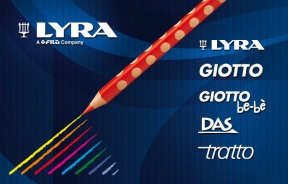 LYRA
A FILA Company
LYRA
GIOTTO
GIOTTO
be-bè
DAS
tratto